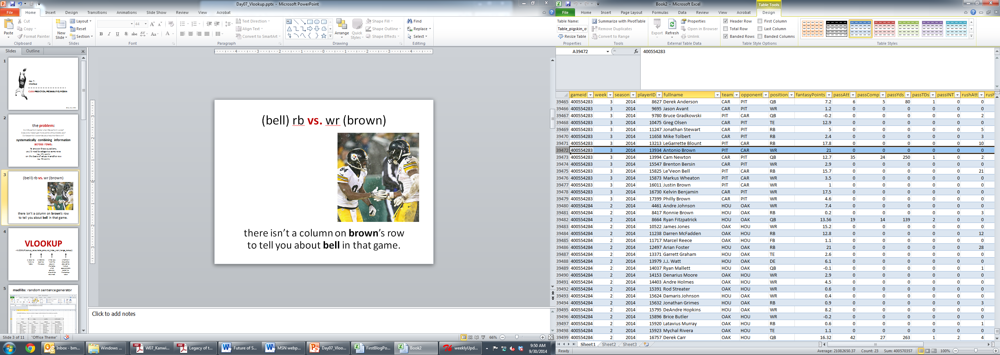 Day07_Vlookup.pptx - Microsoft PowerPoint
File Home Insert Design Transitions Animations Slide Show Review View Acrobat
Cut
Copy
Format Painter
Paste
Clipboard
New Slide
Layout
Reset
Section
Slides
44
Font
Text Direction
Align Text
Convert to SmartArt
Paragraph
Arrange
Quick Styles
Shape Fill
Shape Outline
Shape Effects
Drawing
Find
Replace
Select
Editing
Slides Outline
1
day 7:
vlookup
PREDICTION, PROBABILITY & PIGSKIN
2
the problem:
systematically combining information
across rows.
To answer these questions,
you'd need to categorize some rows
on the basis of values in another row
3
(bell) rb vs. wr (brown)
there isn't a column on brown's row
to tell you about bell in that game.
4
VLOOKUP
5
madlibs: random sentence generator
(bell) rb vs. wr (brown)
84
there isn't a column on brown's row
to tell you about bell in that game.
Click to add notes
Slide 3 of 11 "Office Theme" 66%
Book2 - Microsoft Excel
Table Tools
File Home Insert Page Layout Formulas Data Review View Acrobat Design
Table Name:
Table_pigskin_o
Resize Table
Properties
Summarize with PivotTable
Remove Duplicates
Convert to Range
Tools
Export
Refresh
Properties
Open in Browser
Unlink
External Table Data
Header Row First Column
Total Row Last Column
Banded Rows Banded Columns
Table Style Options
Table Styles
A39472 fx 400554283
gameid week season playerID fullname team opponent position fantasyPoints passAtt passComp passYds passTDs passINT rushAtt rush
39465 400554283 3 2014 8627 Derek Anderson CAR PIT QB 7.2 6 5 80 1 0 0
39466 400554283 3 2014 9695 Jason Avant CAR PIT WR 1.2 0 0 0 0 0 0
39467 400554283 3 2014 9780 Bruce Gradkowski PIT CAR QB -0.2 0 0 0 0 0 2
39468 400554283 3 2014 10475 Greg Olsen CAR PIT TE 12.9 0 0 0 0 0 0
39469 400554283 3 2014 11247 Jonathan Stewart CAR PIT RB 5 0 0 0 0 0 5
39470 400554283 3 2014 11658 Mike Tolbert CAR PIT RB 2.4 0 0 0 0 0 3
39471 400554283 3 2014 13213 LeGarrette Blount PIT CAR RB 17.8 0 0 0 0 0 10
39472 400554283 3 2014 13934 Antonio Brown PIT CAR WR 21 0 0 0 0 0 0
39473 400554283 3 2014 13994 Cam Newton CAR PIT QB 12.7 35 24 250 1 0 2
39474 400554283 3 2014 15547 Brenton Bersin CAR PIT WR 2.9 0 0 0 0 0 0
39475 400554283 3 2014 15825 Le'Veon Bell PIT CAR RB 15.7 0 0 0 0 0 21
39476 400554283 3 2014 15873 Markus Wheaton PIT CAR WR 3.5 0 0 0 0 0 0
39477 400554283 3 2014 16011 Justin Brown PIT CAR WR 1 0 0 0 0 0 0
39478 400554283 3 2014 16730 Kelvin Benjamin CAR PIT WR 17.5 0 0 0 0 0 0
39479 400554283 3 2014 17399 Philly Brown CAR PIT WR 4.6 0 0 0 0 0 0
39480 400554284 2 2014 4461 Andre Johnson HOU OAK WR 7.4 0 0 0 0 0 0
39481 400554284 2 2014 8417 Ronnie Brown HOU OAK RB 0.2 0 0 0 0 0 3
39482 400554284 2 2014 8664 Ryan Fitzpatrick HOU OAK QB 13.56 19 14 139 2 0 0
39483 400554284 2 2014 10522 James Jones OAK HOU WR 15.2 0 0 0 0 0 0
39484 400554284 2 2014 11238 Darren McFadden OAK HOU RB 12.8 0 0 0 0 0 12
39485 400554284 2 2014 11717 Marcel Reece OAK HOU FB 1.1 0 0 0 0 0 0
39486 400554284 2 2014 12497 Arian Foster HOU OAK RB 21 0 0 0 0 0 28
39487 400554284 2 2014 13371 Garrett Graham HOU OAK TE 2.6 0 0 0 0 0 0
39488 400554284 2 2014 13979 J.J. Watt HOU OAK DE 6.1 0 0 0 0 0 0
39489 400554284 2 2014 14037 Ryan Mallett HOU OAK QB -0.1 0 0 0 0 0 1
39490 400554284 2 2014 14153 Denarius Moore OAK HOU WR 2.9 0 0 0 0 0 0
39491 400554284 2 2014 14403 Andre Holmes OAK HOU WR 4.5 0 0 0 0 0 0
39492 400554284 2 2014 15391 Rod Streater OAK HOU WR 0.6 0 0 0 0 0 0
39493 400554284 2 2014 15624 Damaris Johnson HOU OAK WR 0.4 0 0 0 0 0 0
39494 400554284 2 2014 15632 Jonathan Grimes HOU OAK RB 0.9 0 0 0 0 0 3
39495 400554284 2 2014 15795 DeAndre Hopkins HOU OAK WR 8.2 0 0 0 0 0 0
39496 400554284 2 2014 15896 Brice Butler OAK HOU WR -0.2 0 0 0 0 0 0
39497 400554284 2 2014 15920 Latavius Murray OAK HOU RB 0.6 0 0 0 0 0 1
39498 400554284 2 2014 15923 Mychal Rivera OAK HOU TE 1.1 0 0 0 0 0 0
39499 400554284 2 2014 16757 Derek Carr OAK HOU QB 16.32 42 27 263 1 2 4
Sheet1 Sheet2 Sheet3
Ready Average: 21082650.37 Count: 23 Sum: 400570357 100%
Inbox - bm... Windows ... W07_Kanwi... Legacy of t... Future of S... MSN webp... Day07_Vloo... FirstBlogPo... Book2 weeklyUpd...
9:50 AM
9/30/2014